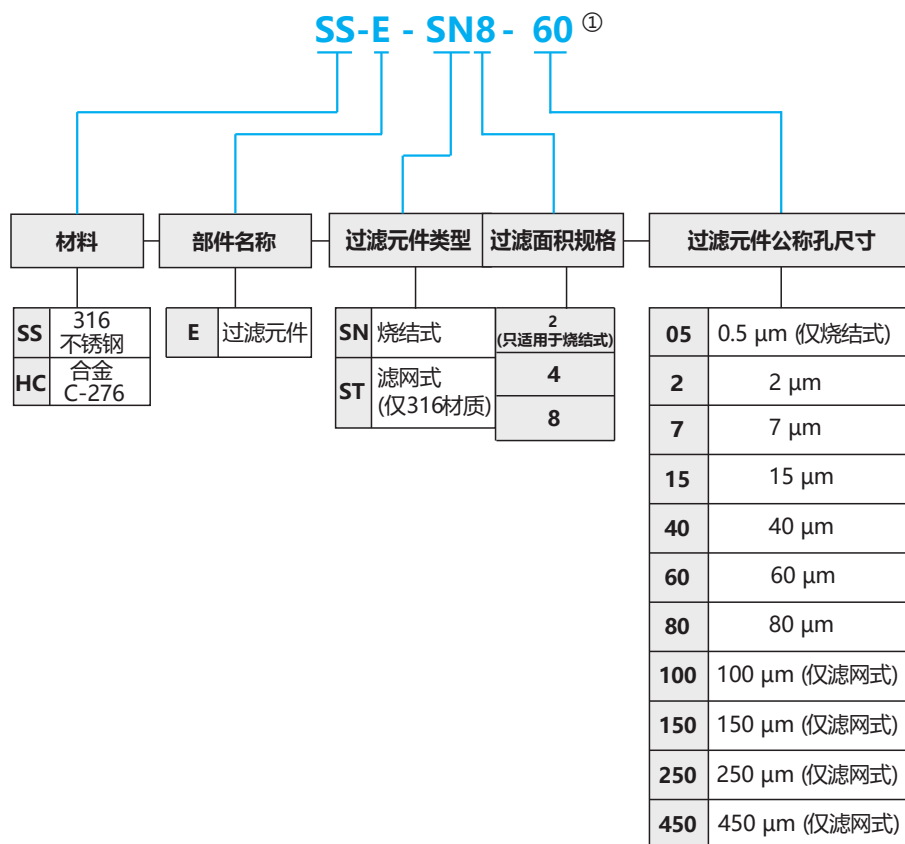 SS-E - SN8 - 60 ①
材料
部件名称
过滤元件类型
过滤面积规格
过滤元件公称孔尺寸
SS
316
不锈钢
HC
合金
C-276
E
过滤元件
SN
烧结式
ST
滤网式
(仅316材质)
2
(只适用于烧结式)
4
8
05
0.5 μm (仅烧结式)
2
2 μm
7
7 μm
15
15 μm
40
40 μm
60
60 μm
80
80 μm
100
100 μm (仅滤网式)
150
150 μm (仅滤网式)
250
250 μm (仅滤网式)
450
450 μm (仅滤网式)